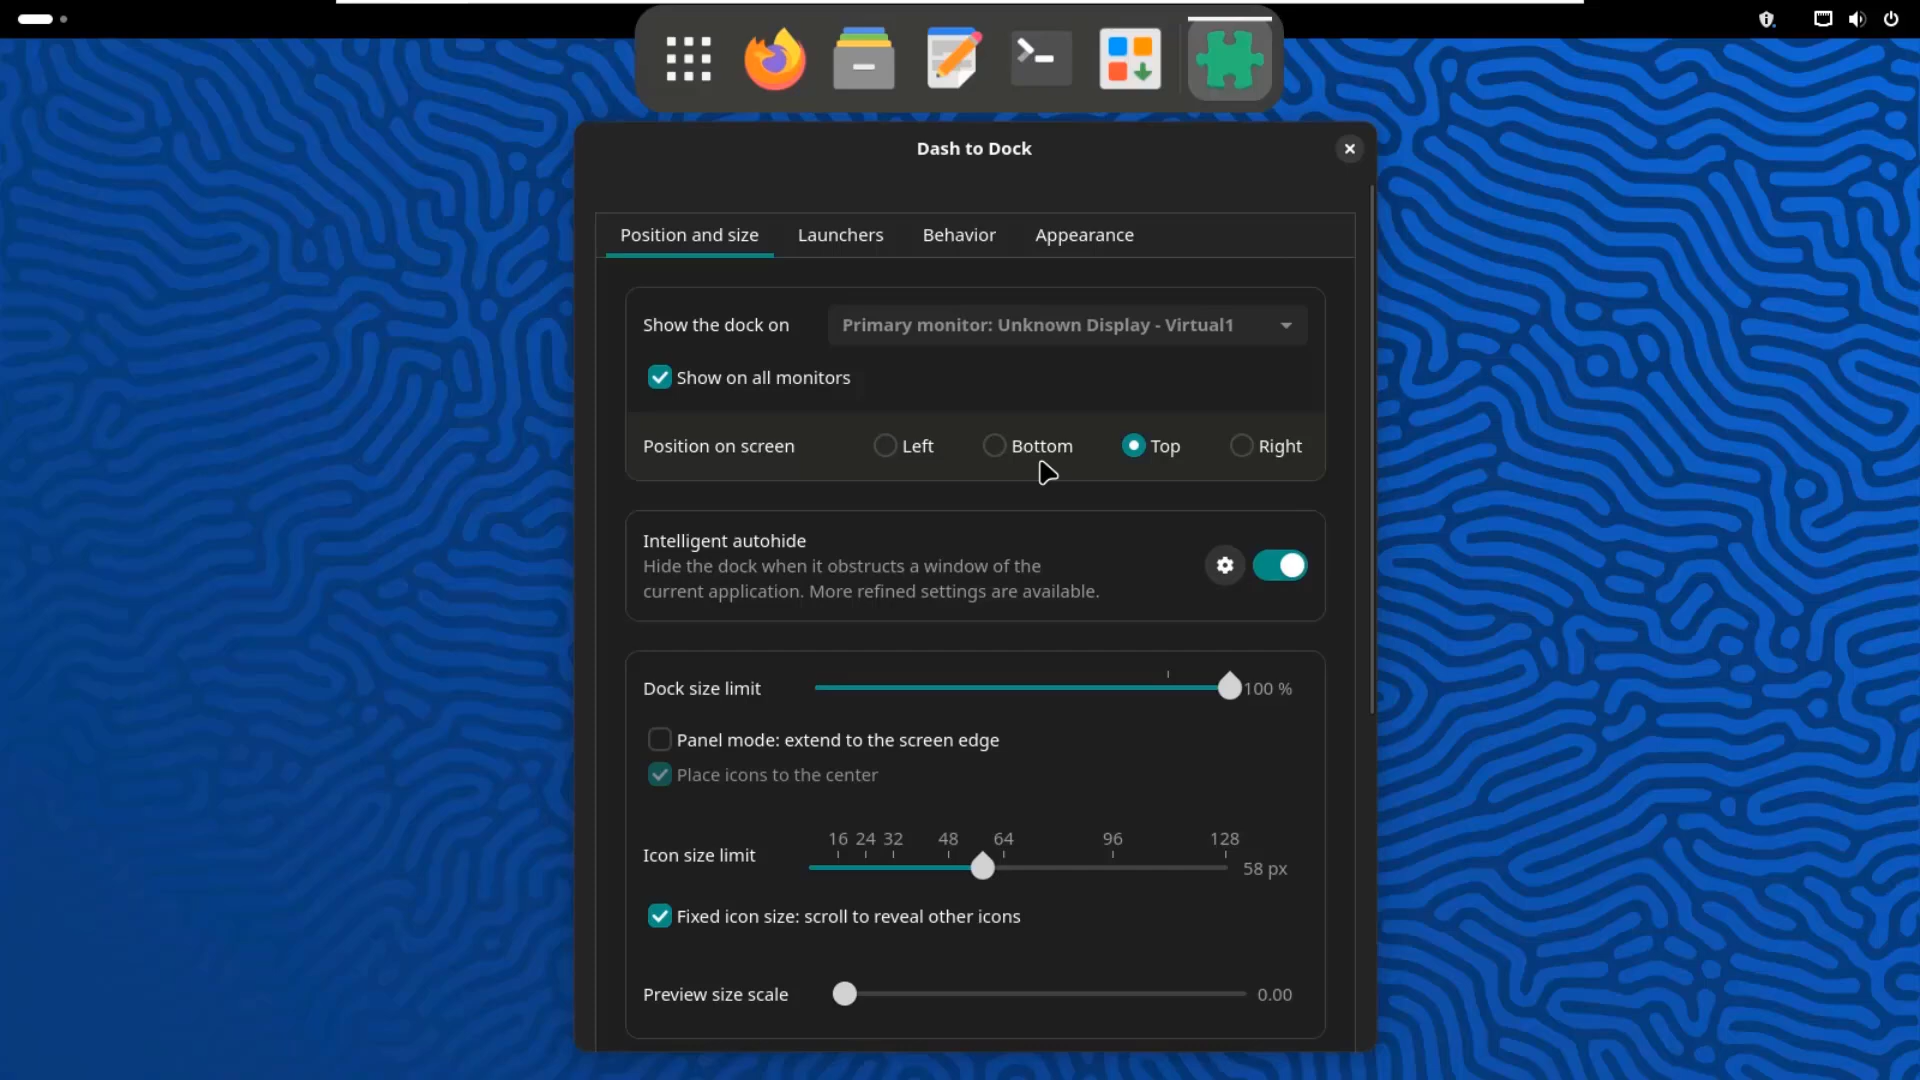 Dash to Dock
Position and size Launchers Behavior Appearance
Show the dock on Primary monitor: Unknown Display - Virtual1
Show on all monitors
Position on screen Left Bottom Top Right
Intelligent autohide
Hide the dock when it obstructs a window of the
current application. More refined settings are available.
Dock size limit 100 %
Panel mode: extend to the screen edge
Place icons to the center
16 24 32 48 64 96 128
Icon size limit 58 px
Fixed icon size: scroll to reveal other icons
Preview size scale 0.00